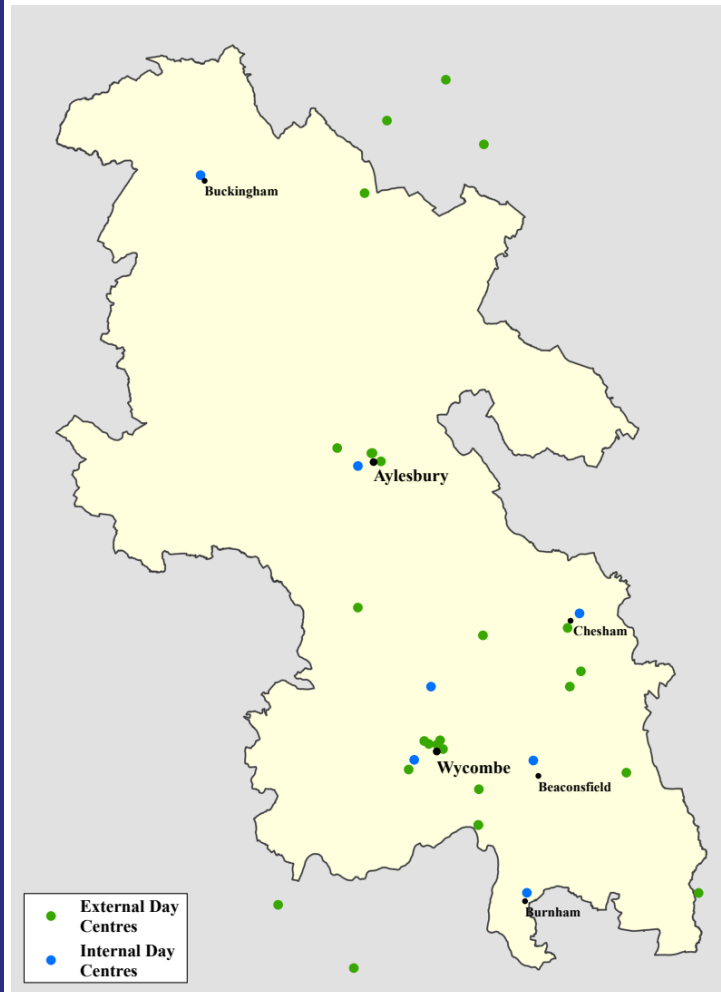 Buckingham
Aylesbury
Chesham
Wycombe
Beaconsfield
Burnham
External Day
Centres
Internal Day
Centres